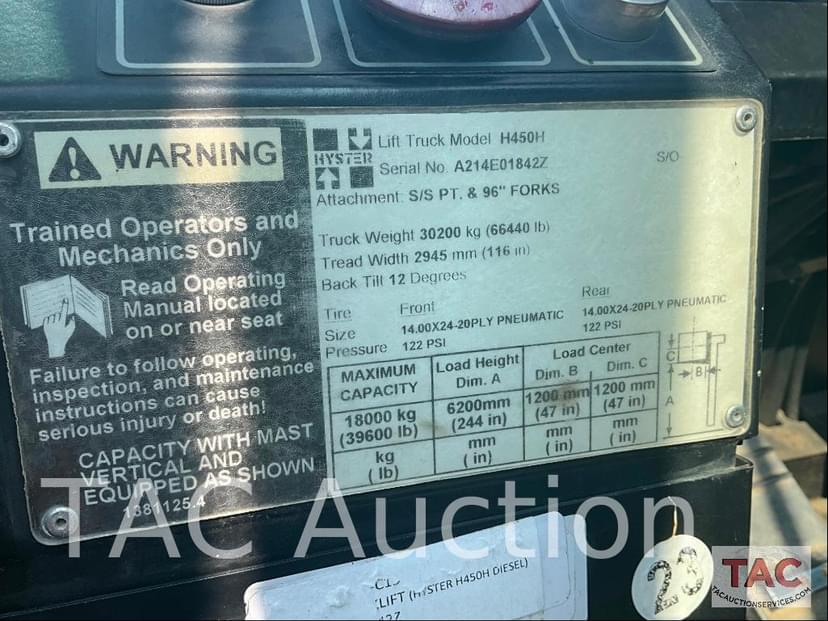 WARNING
Trained Operators and
Mechanics Only
Read Operating
Manual located
on or near seat
Failure to follow operating,
inspection, and maintenance
instructions can cause
serious injury or death!
CAPACITY WITH MAST
VERTICAL AND
EQUIPPED AS SHOWN
1381125.4
HYSTER
Lift Truck Model H450H
Serial No. A214E01842Z S/O
Attachment: S/S PT. & 96" FORKS
Truck Weight 30200 kg (66440 lb)
Tread Width 2945 mm (116 in)
Back Tilt 12 Degrees
Tire Front Rear
Size 14.00X24-20PLY PNEUMATIC 14.00X24-20PLY PNEUMATIC
Pressure 122 PSI 122 PSI
MAXIMUM CAPACITY Load Height Dim. A Load Center Dim. B Dim. C
18000 kg 6200mm 1200 mm 1200 mm
(39600 lb) (244 in) (47 in) (47 in)
kg mm mm mm
( lb) ( in) ( in) ( in)
C
B
A
TAC Auction
LIFT (HYSTER H450H DIESEL)
23
TAC
TACAUCTIONSERVICES.COM